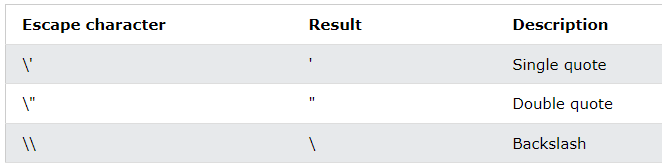 Escape character Result Description
\' ' Single quote
\" " Double quote
\\ \ Backslash